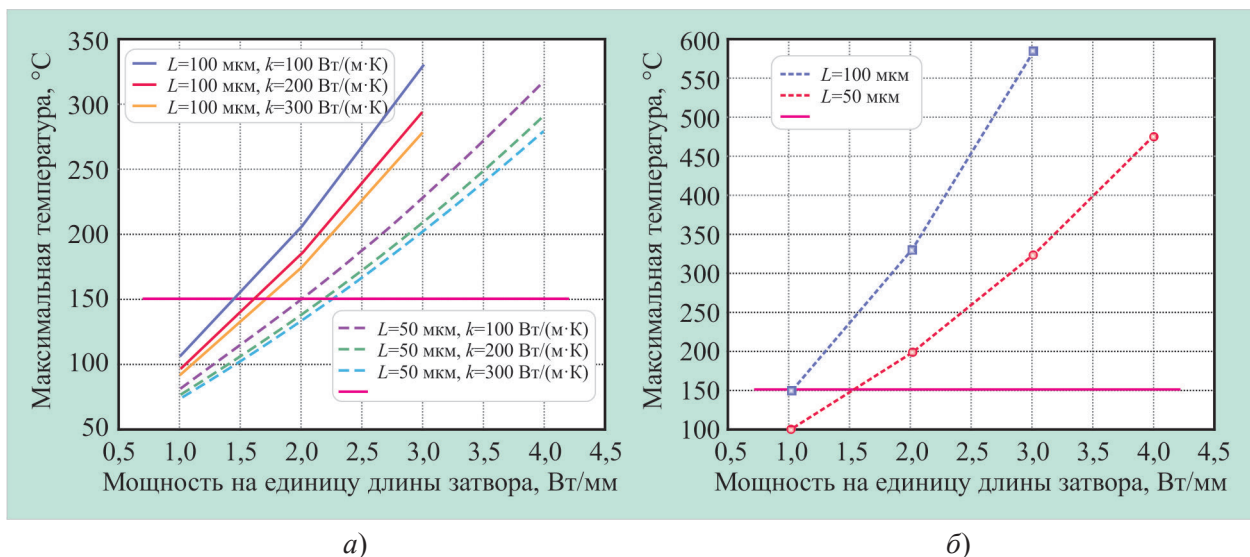 Максимальная температура, °С
350
300
250
200
150
100
50
L=100 мкм, k=100 Вт/(м·К)
L=100 мкм, k=200 Вт/(м·К)
L=100 мкм, k=300 Вт/(м·К)
L=50 мкм, k=100 Вт/(м·К)
L=50 мкм, k=200 Вт/(м·К)
L=50 мкм, k=300 Вт/(м·К)
0,5 1,0 1,5 2,0 2,5 3,0 3,5 4,0 4,5
Мощность на единицу длины затвора, Вт/мм
а)
Максимальная температура, °С
600
550
500
450
400
350
300
250
200
150
100
L=100 мкм
L=50 мкм
0,5 1,0 1,5 2,0 2,5 3,0 3,5 4,0 4,5
Мощность на единицу длины затвора, Вт/мм
б)